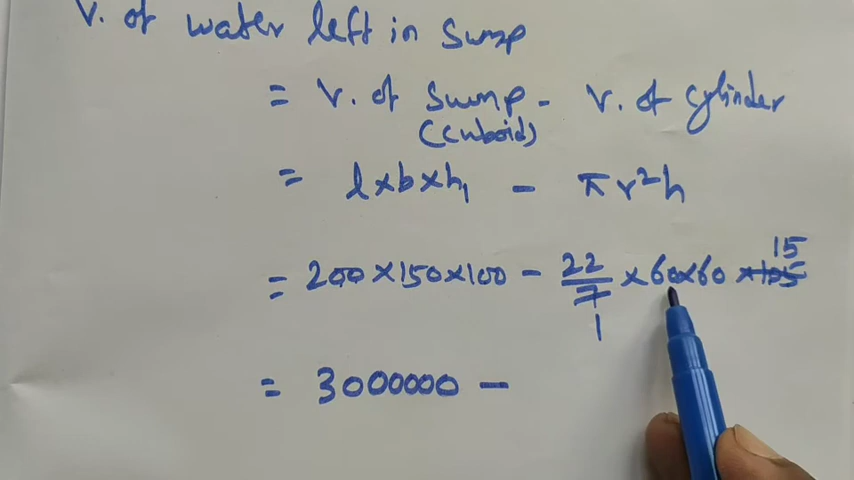 V. of water left in sump
= V. of sump - V. of cylinder
(cuboid)
= l×b×h₁ - πr²h
= 200×150×100 - 22/7 ×60×60 ×105 15
1
= 3000000 -